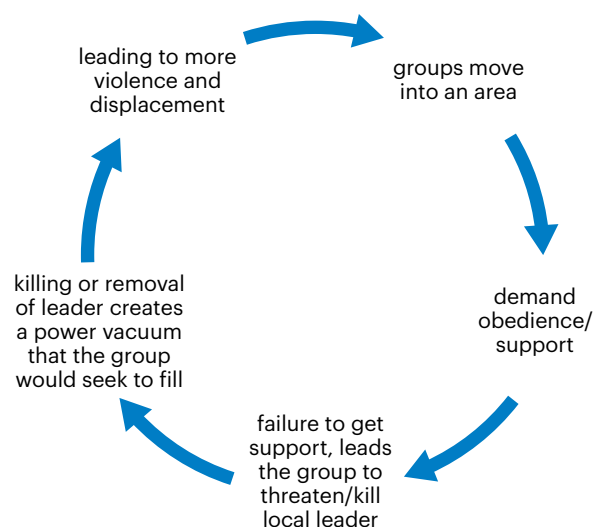 leading to more
violence and
displacement
groups move
into an area
demand
obedience/
support
failure to get
support, leads
the group to
threaten/kill
local leader
killing or removal
of leader creates
a power vacuum
that the group
would seek to fill